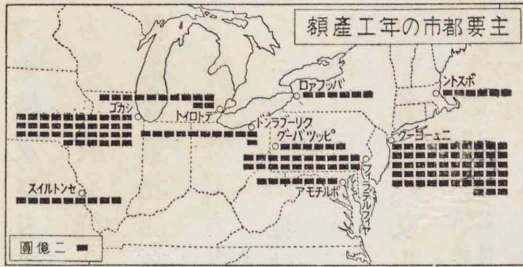 主要都市の年工產額
ボストン
バッファロ
デトロイト
シカゴ
クリーブランド
ピッツバーグ
ニューヨーク
フィラデルフィヤ
ボルチモア
セントルイス
二億圓